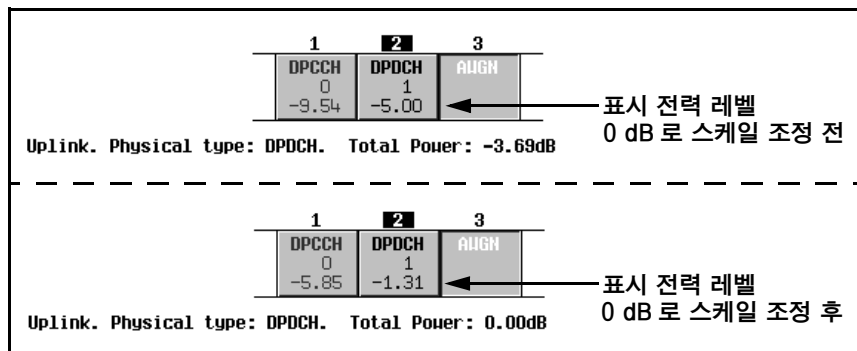 1 2 3
DPCCH DPDCH AWGN
0 1
-9.54 -5.00
표시 전력 레벨
0 dB 로 스케일 조정 전
Uplink. Physical type: DPDCH. Total Power: -3.69dB
1 2 3
DPCCH DPDCH AWGN
0 1
-5.85 -1.31
표시 전력 레벨
0 dB 로 스케일 조정 후
Uplink. Physical type: DPDCH. Total Power: 0.00dB